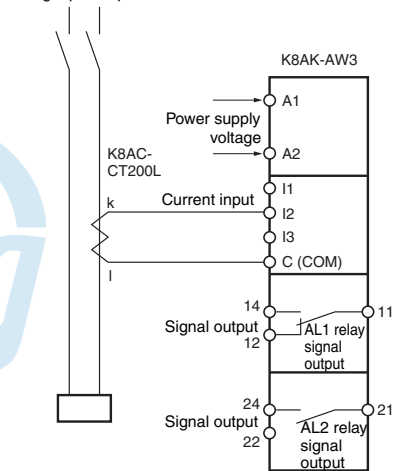 K8AK-AW3
A1
Power supply
voltage
A2
K8AC-
CT200L
k
Current input
I1
I2
I3
C (COM)
l
14
11
Signal output
12
AL1 relay
signal
output
24
21
Signal output
22
AL2 relay
signal
output